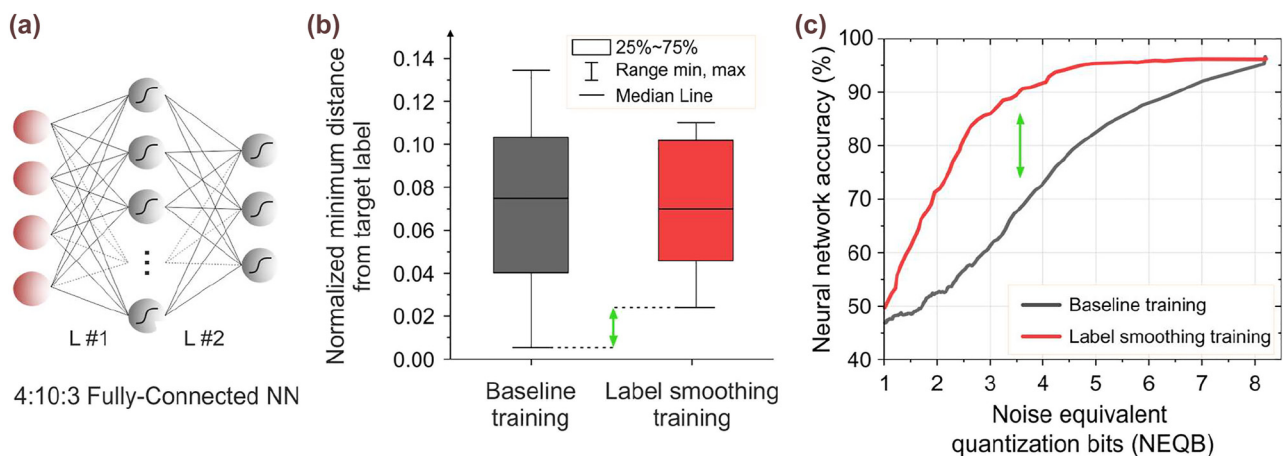 (a)
L #1
L #2
4:10:3 Fully-Connected NN
(b)
Normalized minimum distance
from target label
0.14
0.12
0.10
0.08
0.06
0.04
0.02
0.00
25%~75%
Range min, max
Median Line
Baseline
training
Label smoothing
training
(c)
Neural network accuracy (%)
100
90
80
70
60
50
40
Baseline training
Label smoothing training
1 2 3 4 5 6 7 8
Noise equivalent
quantization bits (NEQB)